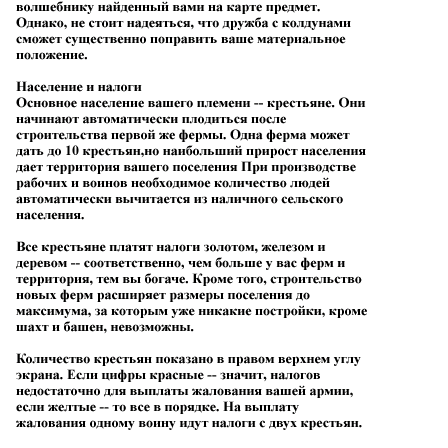 волшебнику найденный вами на карте предмет.
Однако, не стоит надеяться, что дружба с колдунами
сможет существенно поправить ваше материальное
положение.
Население и налоги
Основное население вашего племени -- крестьяне. Они
начинают автоматически плодиться после
строительства первой же фермы. Одна ферма может
дать до 10 крестьян,но наибольший прирост населения
дает территория вашего поселения При производстве
рабочих и воинов необходимое количество людей
автоматически вычитается из наличного сельского
населения.
Все крестьяне платят налоги золотом, железом и
деревом -- соответственно, чем больше у вас ферм и
территория, тем вы богаче. Кроме того, строительство
новых ферм расширяет размеры поселения до
максимума, за которым уже никакие постройки, кроме
шахт и башен, невозможны.
Количество крестьян показано в правом верхнем углу
экрана. Если цифры красные -- значит, налогов
недостаточно для выплаты жалования вашей армии,
если желтые -- то все в порядке. На выплату
жалования одному воину идут налоги с двух крестьян.